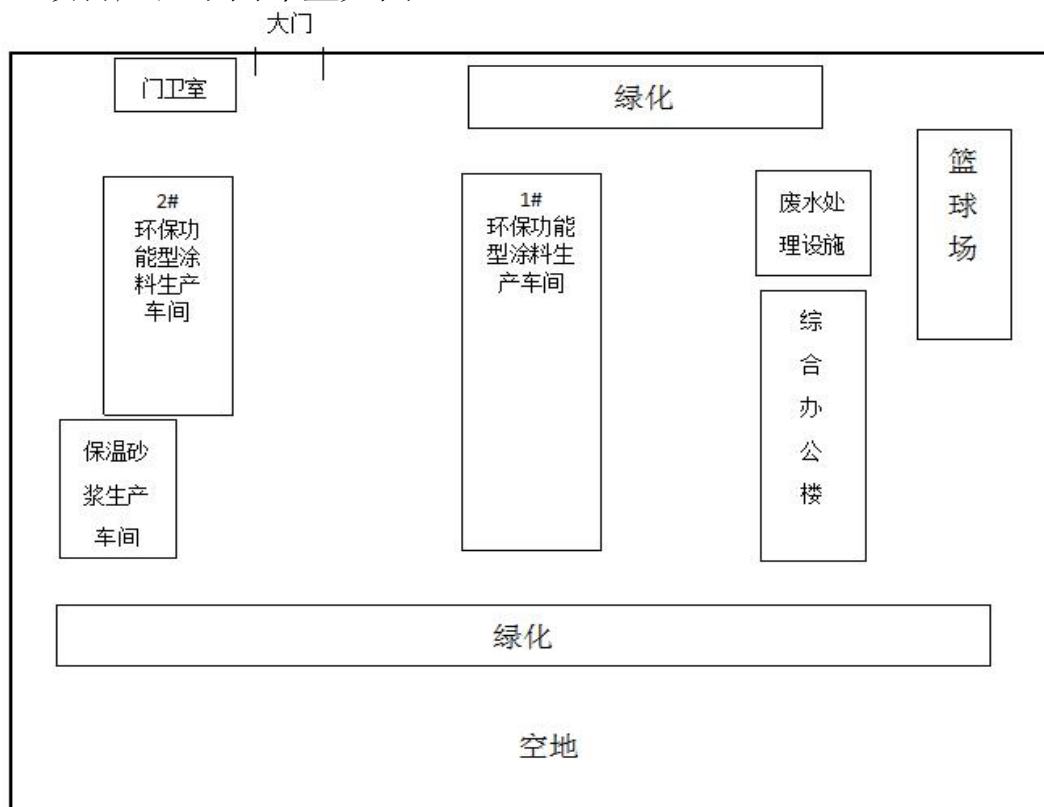 大门
门卫室
绿化
篮
球
场
2#
环保功
能型涂
料生产
车间
1#
环保功能
型涂料生
产车间
废水处
理设施
综
合
办
公
楼
保温砂
浆生产
车间
绿化
空地